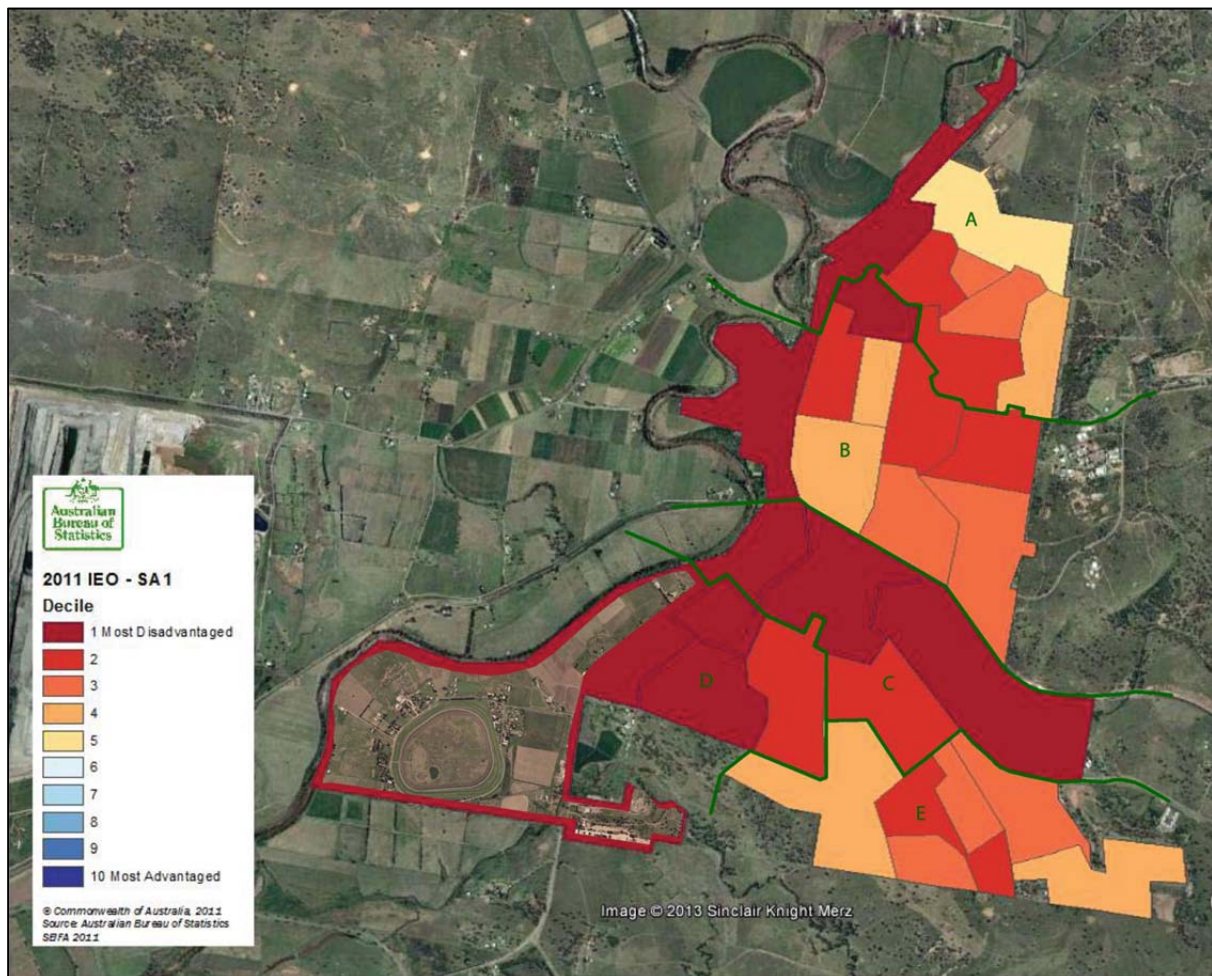 A
B
C
D
E
Australian
Bureau of
Statistics
2011 IEO - SA1
Decile
1 Most Disadvantaged
2
3
4
5
6
7
8
9
10 Most Advantaged
© Commonwealth of Australia, 2011
Source: Australian Bureau of Statistics
SEIFA 2011
Image © 2013 Sinclair Knight Merz